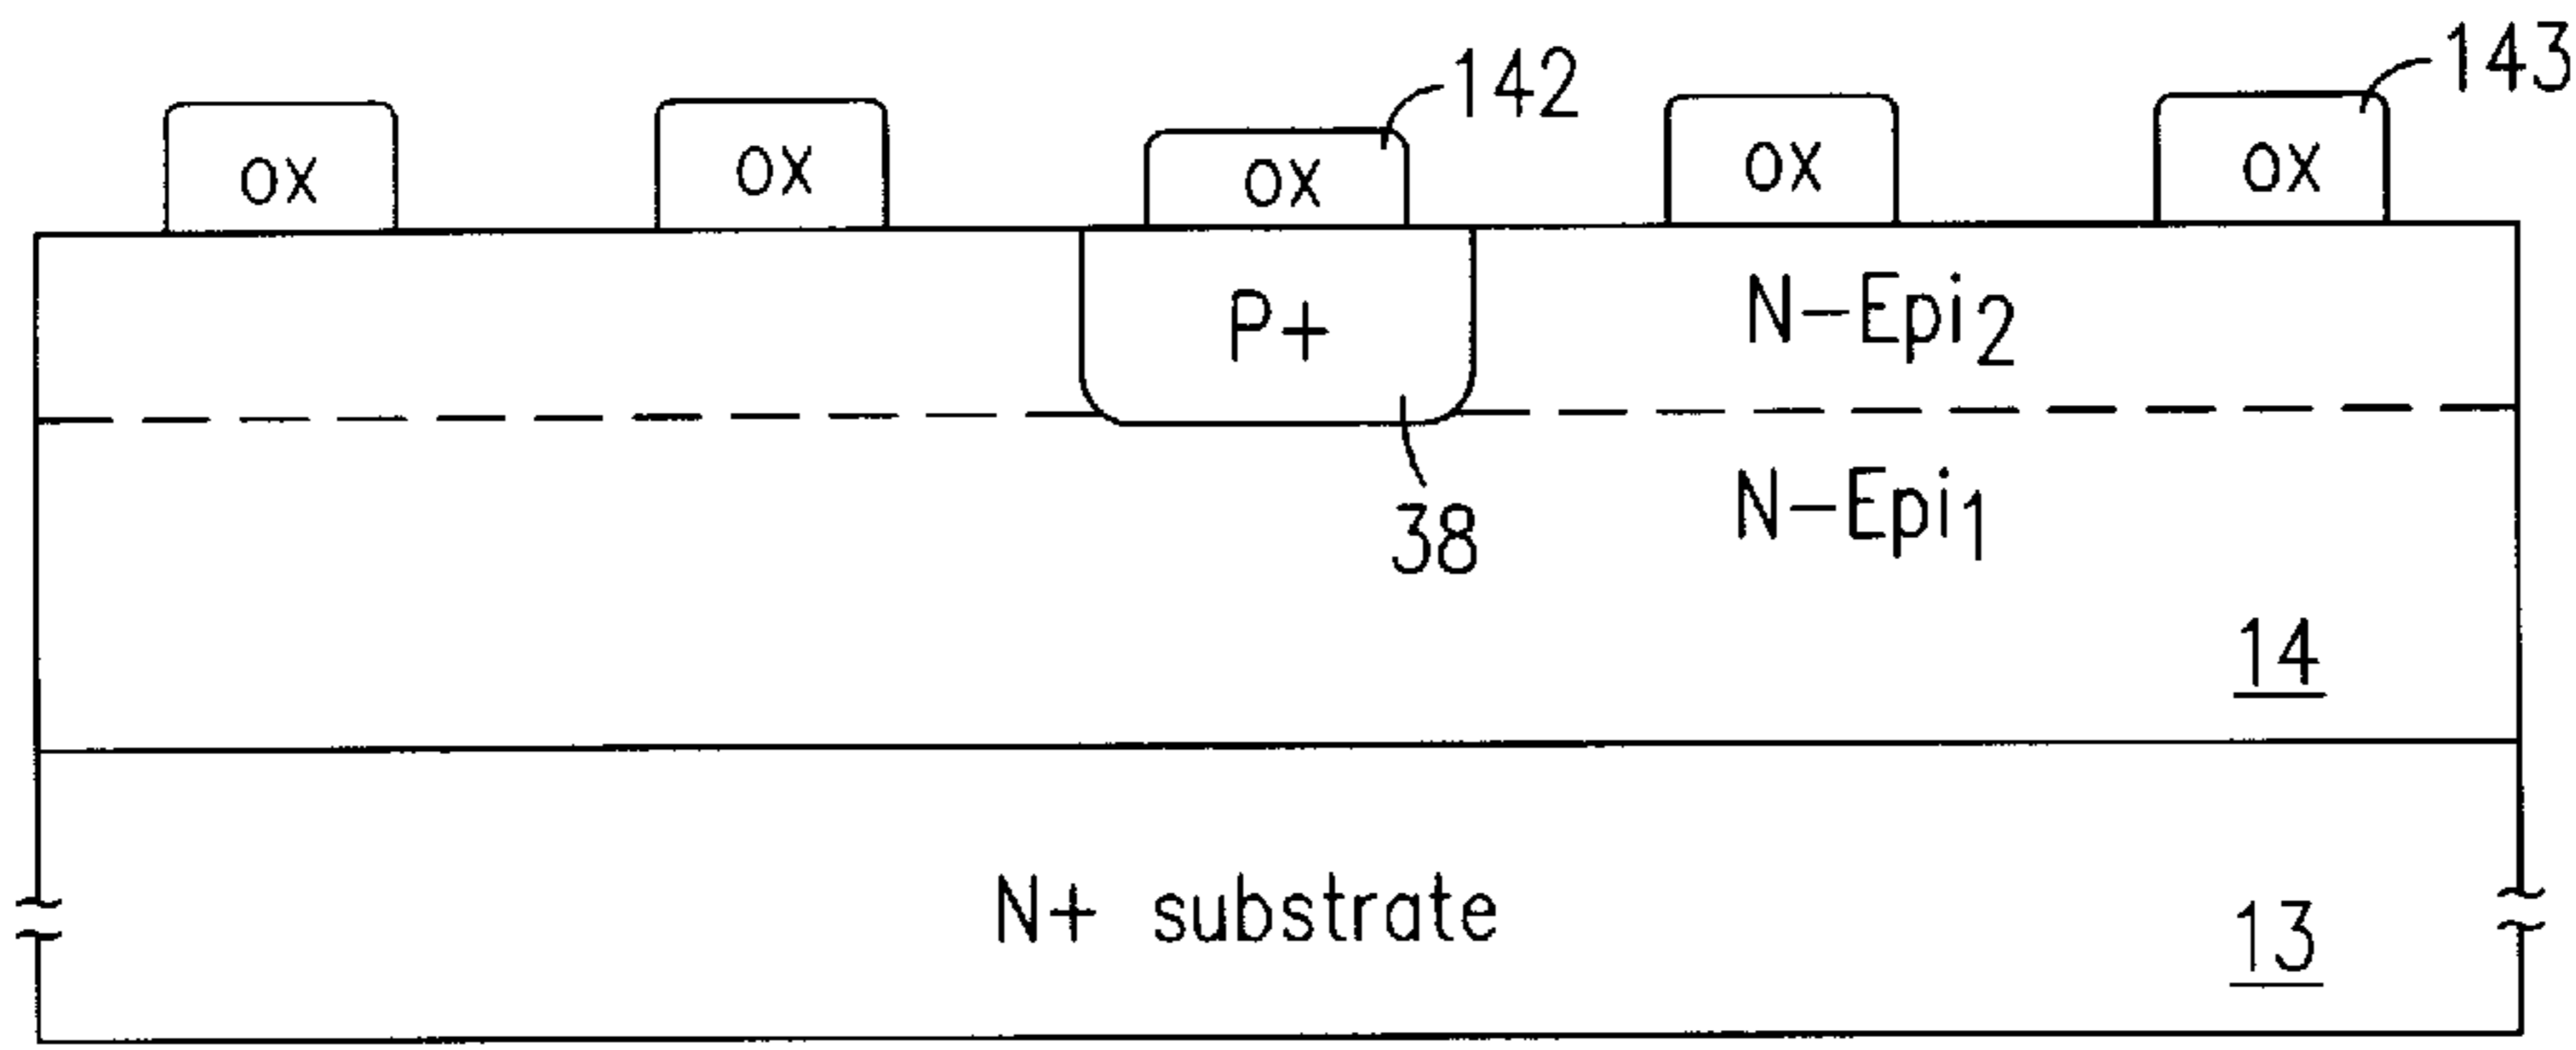 143
142
ox
ox
ox
ox
ox
P+
N-Epi2
N-Epi1
38
14
N+ substrate
13